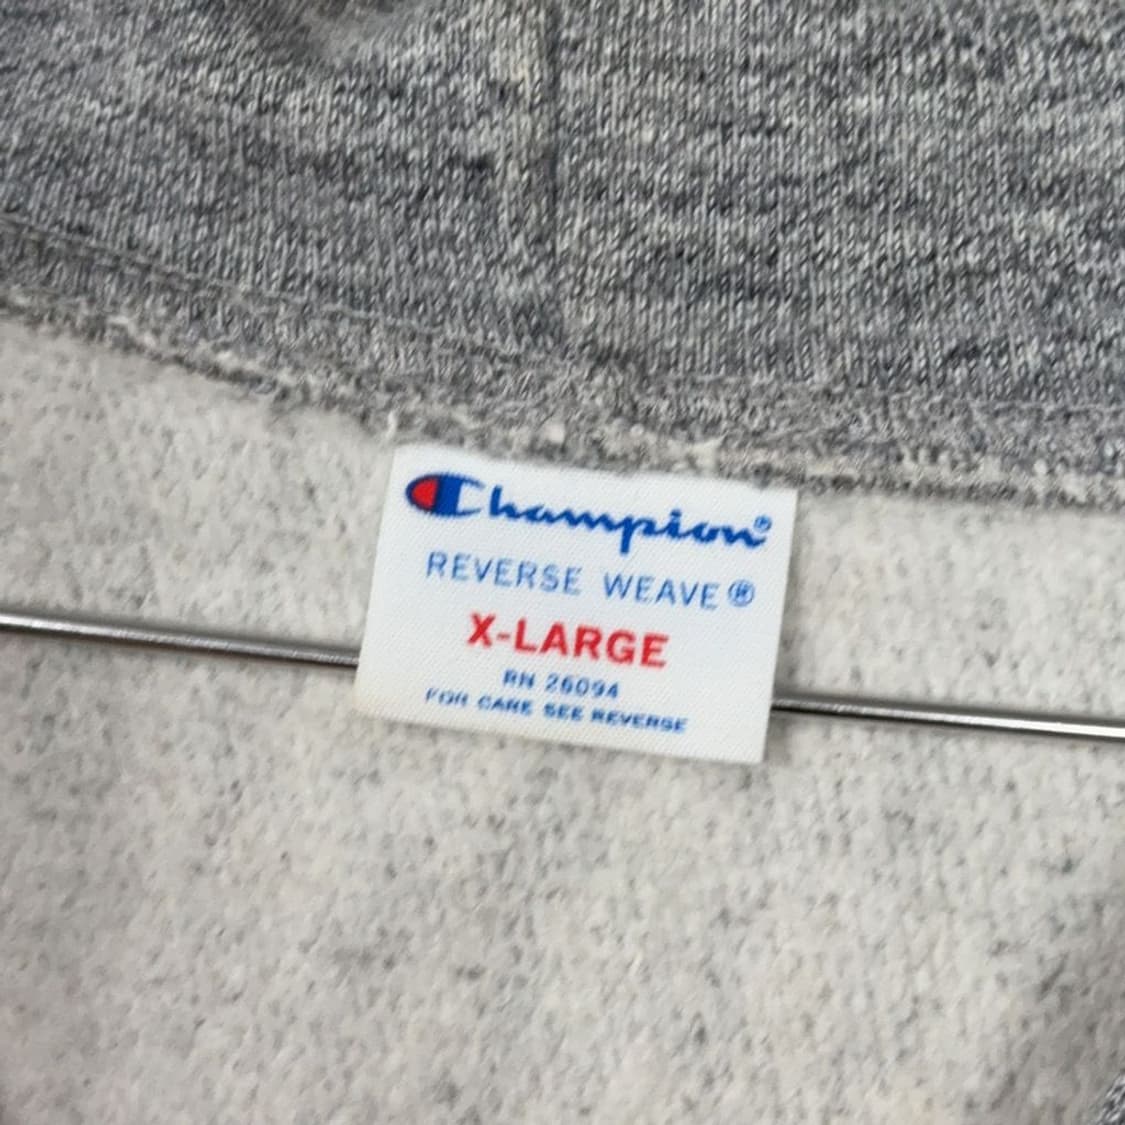 Champion®
REVERSE WEAVE®
X-LARGE
RN 26094
FOR CARE SEE REVERSE